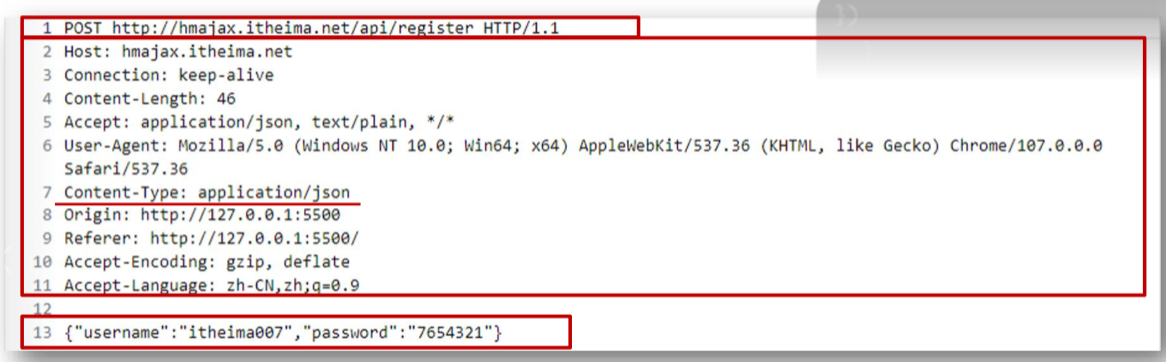 1 POST http://hmajax.itheima.net/api/register HTTP/1.1
2 Host: hmajax.itheima.net
3 Connection: keep-alive
4 Content-Length: 46
5 Accept: application/json, text/plain, */*
6 User-Agent: Mozilla/5.0 (Windows NT 10.0; Win64; x64) AppleWebKit/537.36 (KHTML, like Gecko) Chrome/107.0.0.0
Safari/537.36
7 Content-Type: application/json
8 Origin: http://127.0.0.1:5500
9 Referer: http://127.0.0.1:5500/
10 Accept-Encoding: gzip, deflate
11 Accept-Language: zh-CN,zh;q=0.9
12
13 {"username":"itheima007","password":"7654321"}